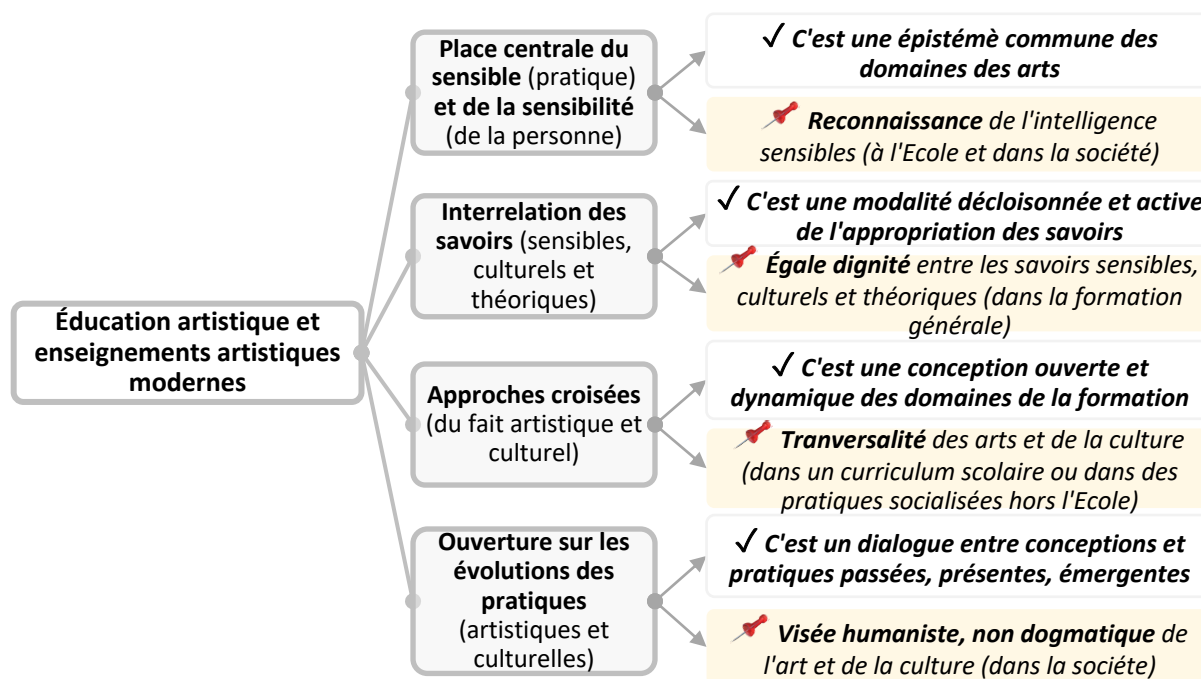 Éducation artistique et
enseignements artistiques
modernes
Place centrale du
sensible (pratique)
et de la sensibilité
(de la personne)
✓ C'est une épistémè commune des
domaines des arts
Reconnaissance de l'intelligence
sensibles (à l'Ecole et dans la société)
Interrelation des
savoirs (sensibles,
culturels et
théoriques)
✓ C'est une modalité décloisonnée et active
de l'appropriation des savoirs
Égale dignité entre les savoirs sensibles,
culturels et théoriques (dans la formation
générale)
Approches croisées
(du fait artistique et
culturel)
✓ C'est une conception ouverte et
dynamique des domaines de la formation
Tranversalité des arts et de la culture
(dans un curriculum scolaire ou dans des
pratiques socialisées hors l'Ecole)
Ouverture sur les
évolutions des
pratiques
(artistiques et
culturelles)
✓ C'est un dialogue entre conceptions et
pratiques passées, présentes, émergentes
Visée humaniste, non dogmatique de
l'art et de la culture (dans la sociéte)